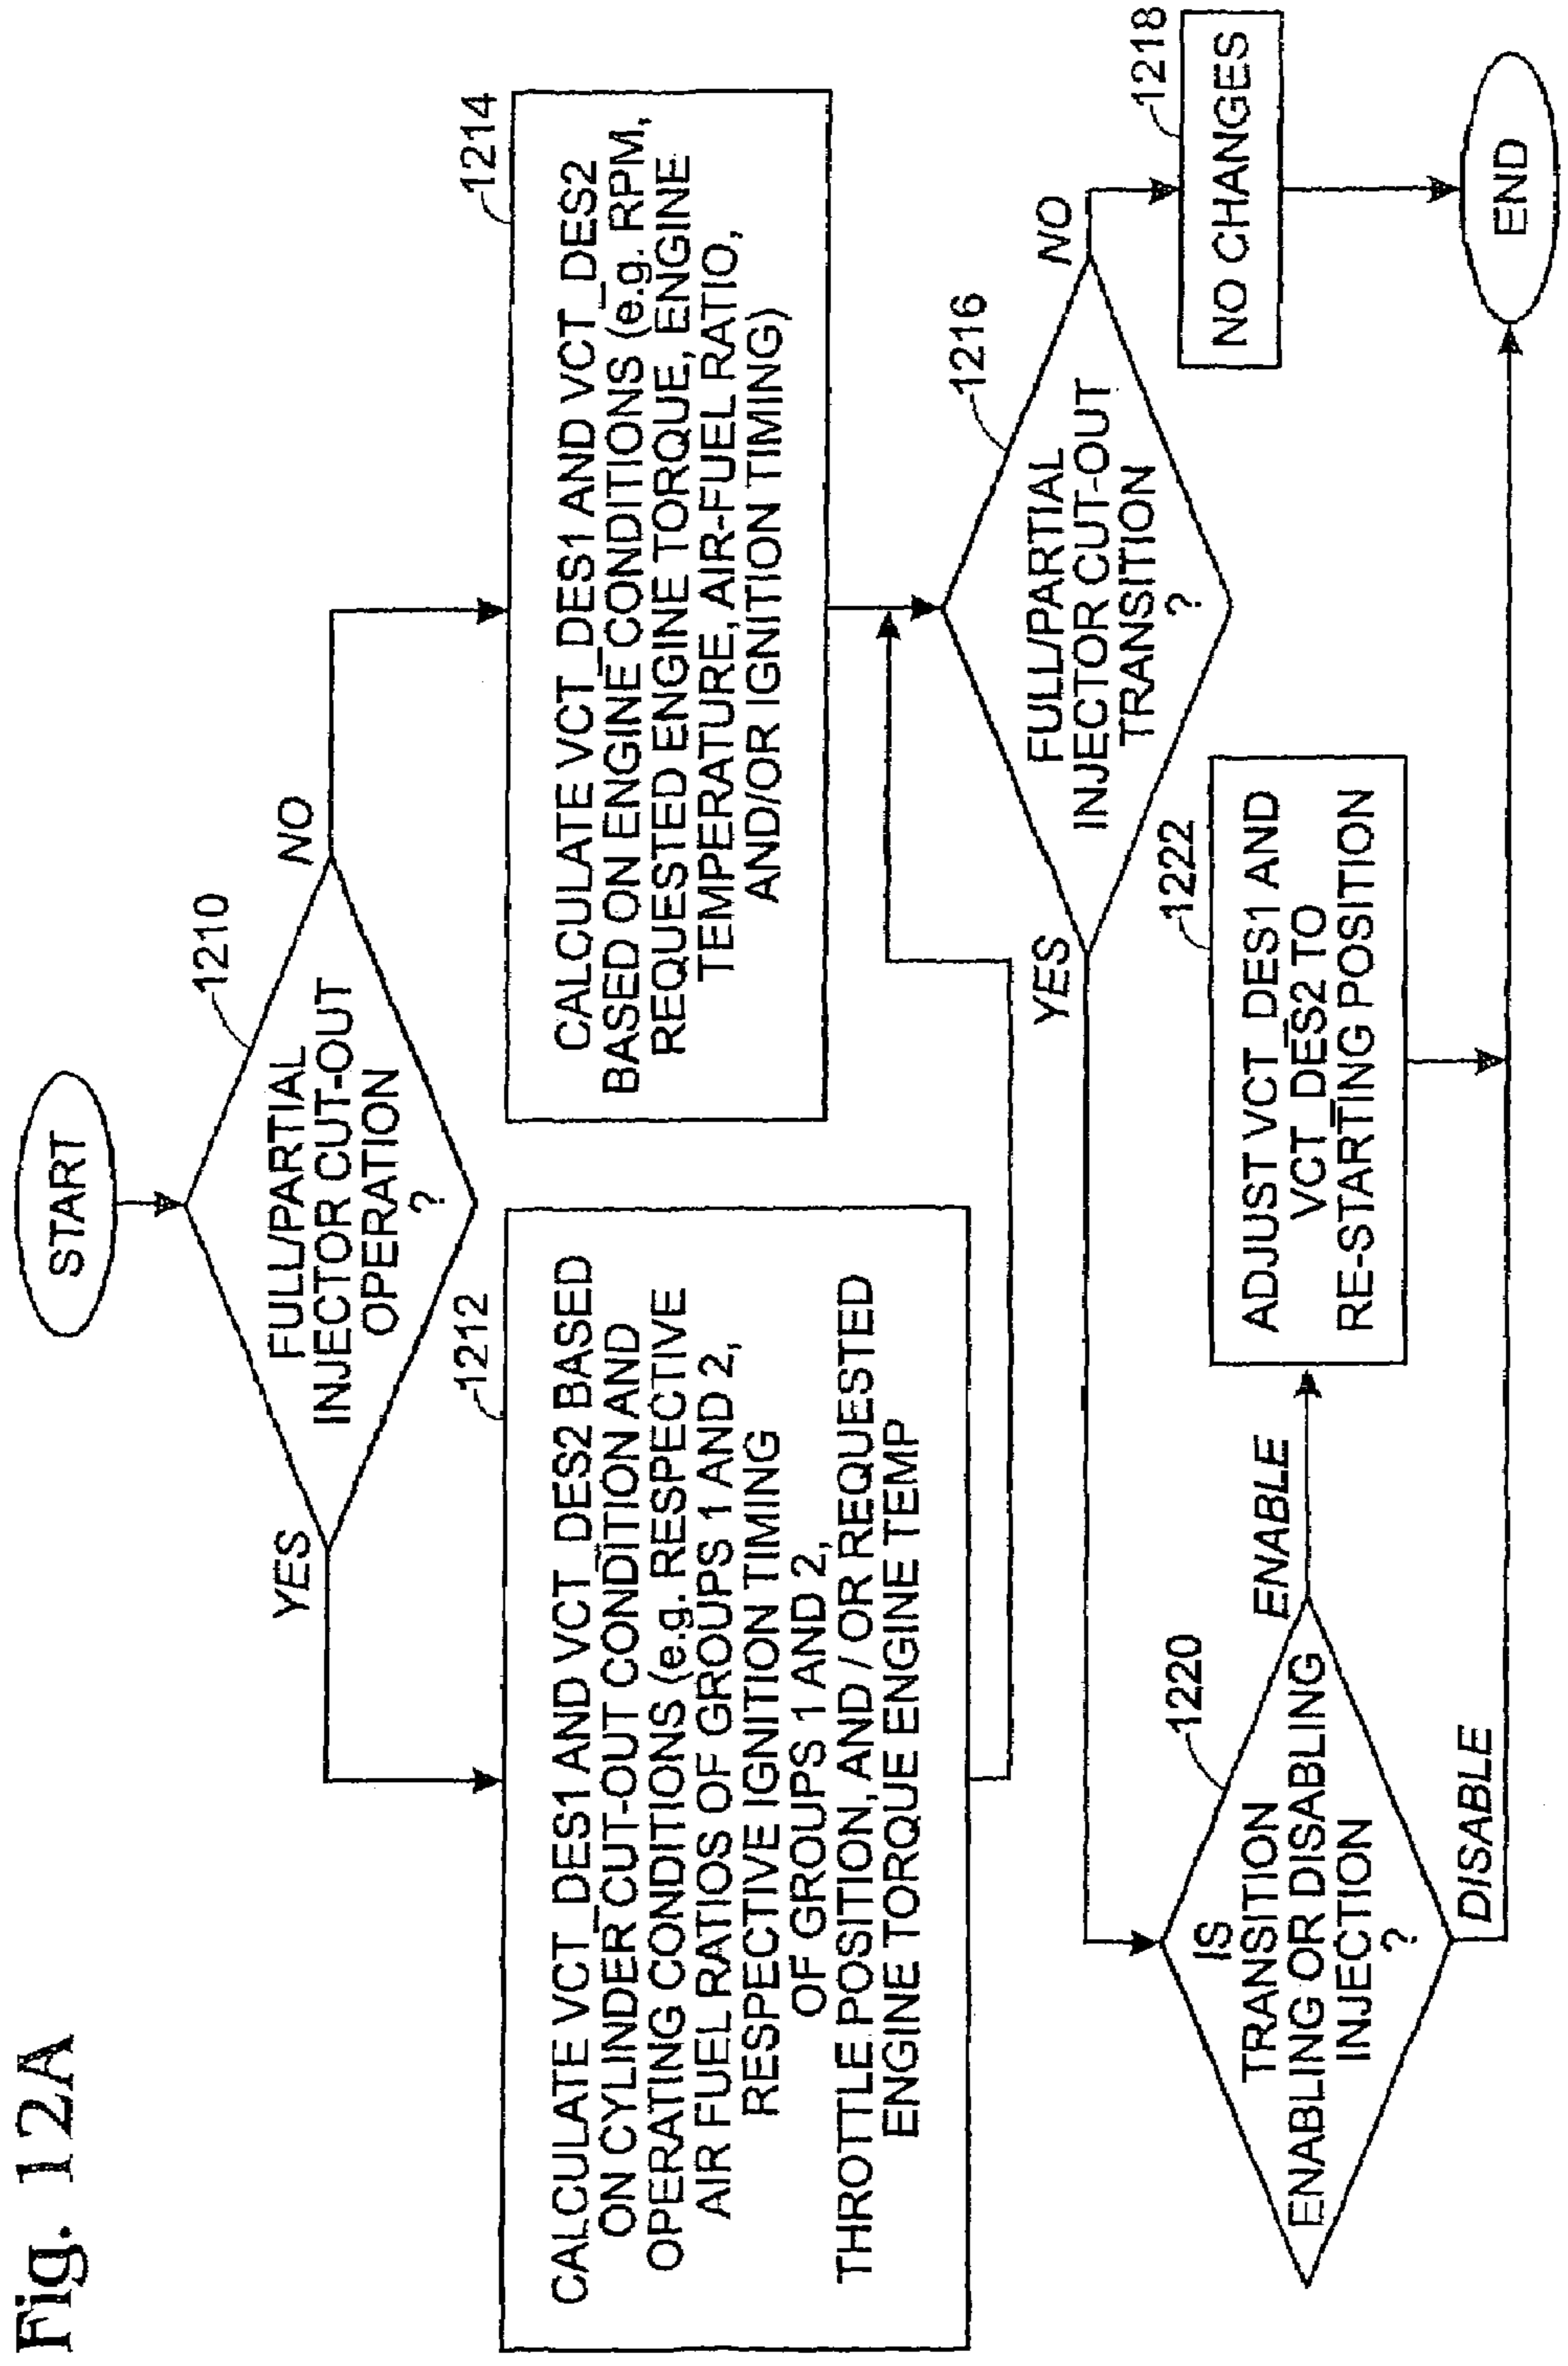 Fig. 12A
START
1210
FULL/PARTIAL
INJECTOR CUT-OUT
OPERATION
?
YES
NO
1212
CALCULATE VCT_DES1 AND VCT_DES2 BASED
ON CYLINDER CUT-OUT CONDITION AND
OPERATING CONDITIONS (e.g. RESPECTIVE
AIR FUEL RATIOS OF GROUPS 1 AND 2,
RESPECTIVE IGNITION TIMING
OF GROUPS 1 AND 2,
THROTTLE POSITION, AND / OR REQUESTED
ENGINE TORQUE ENGINE TEMP
1214
CALCULATE VCT_DES1 AND VCT_DES2
BASED ON ENGINE CONDITIONS (e.g. RPM,
REQUESTED ENGINE TORQUE, ENGINE
TEMPERATURE, AIR-FUEL RATIO,
AND/OR IGNITION TIMING)
1216
FULL/PARTIAL
INJECTOR CUT-OUT
TRANSITION
?
YES
NO
1218
NO CHANGES
1220
IS
TRANSITION
ENABLING OR DISABLING
INJECTION
?
ENABLE
DISABLE
1222
ADJUST VCT_DES1 AND
VCT_DES2 TO
RE-STARTING POSITION
END